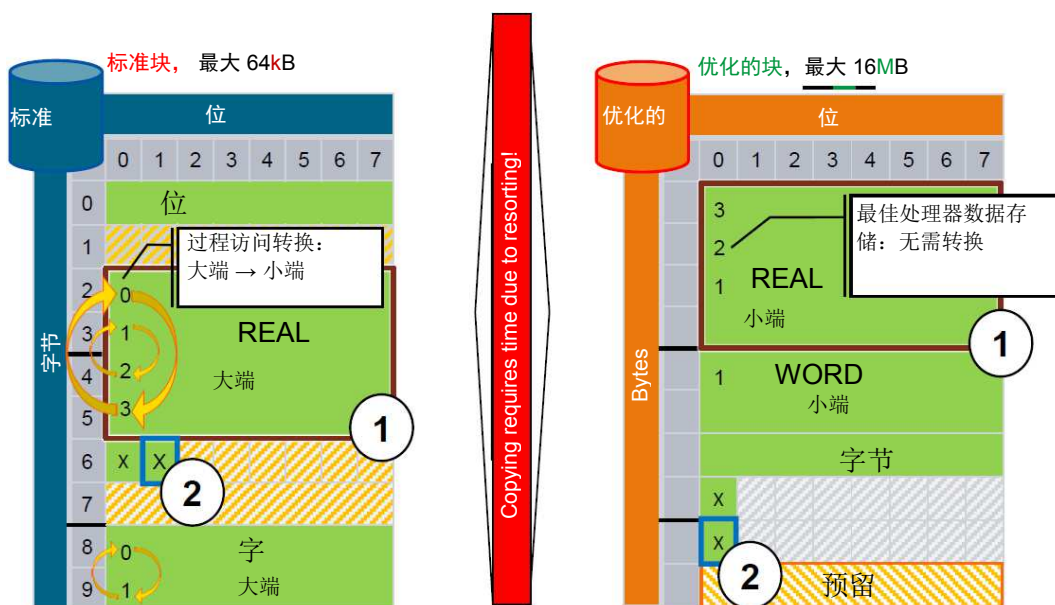 标准块， 最大 64kB
标准
位
0 1 2 3 4 5 6 7
字节
0 位
1
过程访问转换：
大端 → 小端
2 0
3 1 REAL
4 2 大端
5 3
1
6 X X
2
7
8 0 字
9 1 大端
Copying requires time due to resorting!
优化的块，最大 16MB
优化的
位
0 1 2 3 4 5 6 7
Bytes
3
2
1 REAL
小端
最佳处理器数据存
储：无需转换
1
1 WORD
小端
字节
X
X
2
预留